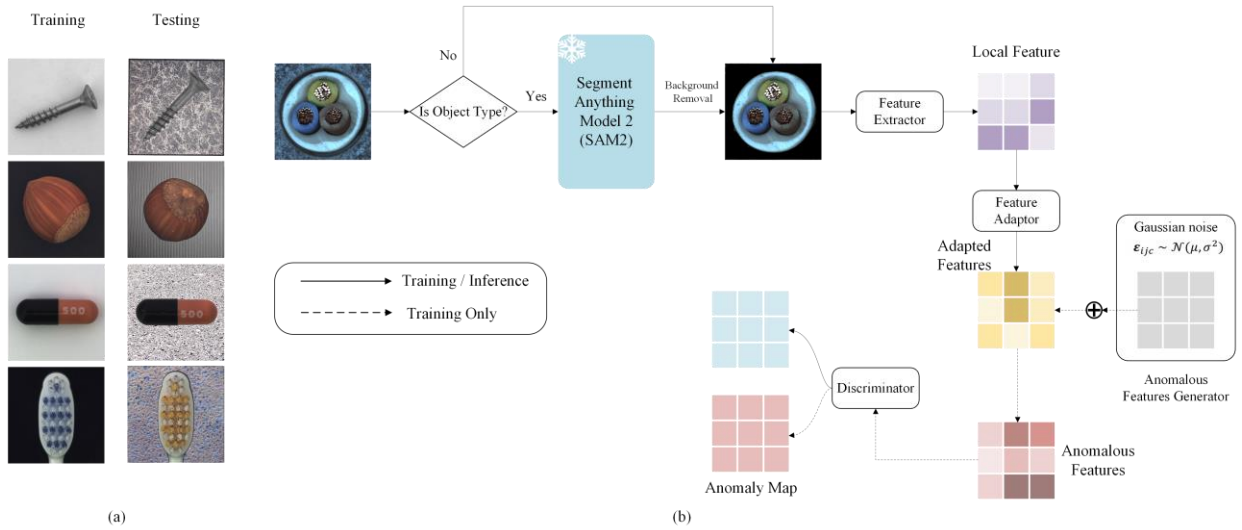 Training
Testing
500
500
(a)
No
Is Object Type?
Yes
Segment
Anything
Model 2
(SAM2)
Background
Removal
Feature
Extractor
Local Feature
Feature
Adaptor
Adapted
Features
Gaussian noise
ε_ijc ~ 𝒩(μ, σ²)
Anomalous
Features Generator
Training / Inference
Training Only
Discriminator
Anomaly Map
Anomalous
Features
(b)